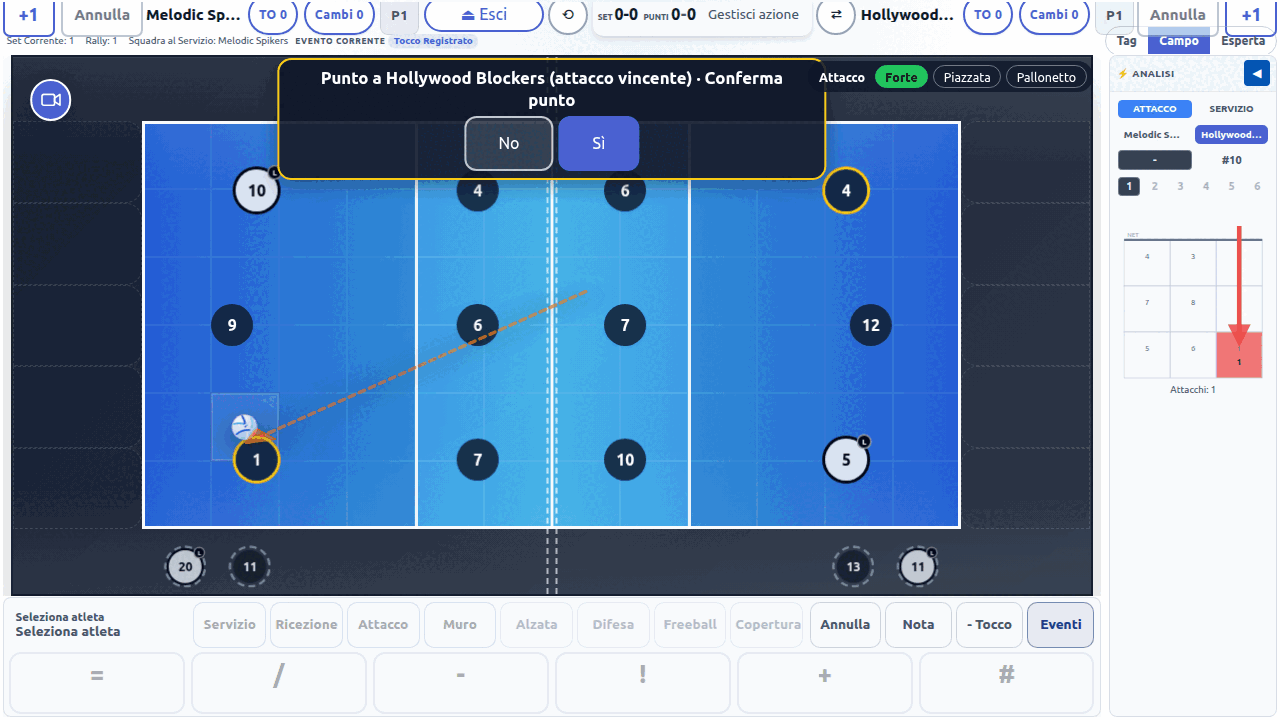 +1 Annulla Melodic Sp... TO 0 Cambi 0 P1 ⏏ Esci ⟲ SET 0-0 PUNTI 0-0 Gestisci azione ⇄ Hollywood... TO 0 Cambi 0 P1 Annulla +1
Set Corrente: 1 Rally: 1 Squadra al Servizio: Melodic Spikers EVENTO CORRENTE Tocco Registrato
Tag Campo Esperta
Punto a Hollywood Blockers (attacco vincente) · Conferma
punto
No Sì
Attacco Forte Piazzata Pallonetto
10 L 4 6 4
9 6 7 12
1 7 10 5 L
20 L 11 13 11 L
⚡ ANALISI ◀
ATTACCO SERVIZIO
Melodic S... Hollywood...
- #10
1 2 3 4 5 6
NET
4 3
7 8
5 6 1
Attacchi: 1
Seleziona atleta
Seleziona atleta
Servizio Ricezione Attacco Muro Alzata Difesa Freeball Copertura Annulla Nota - Tocco Eventi
= / - ! + #